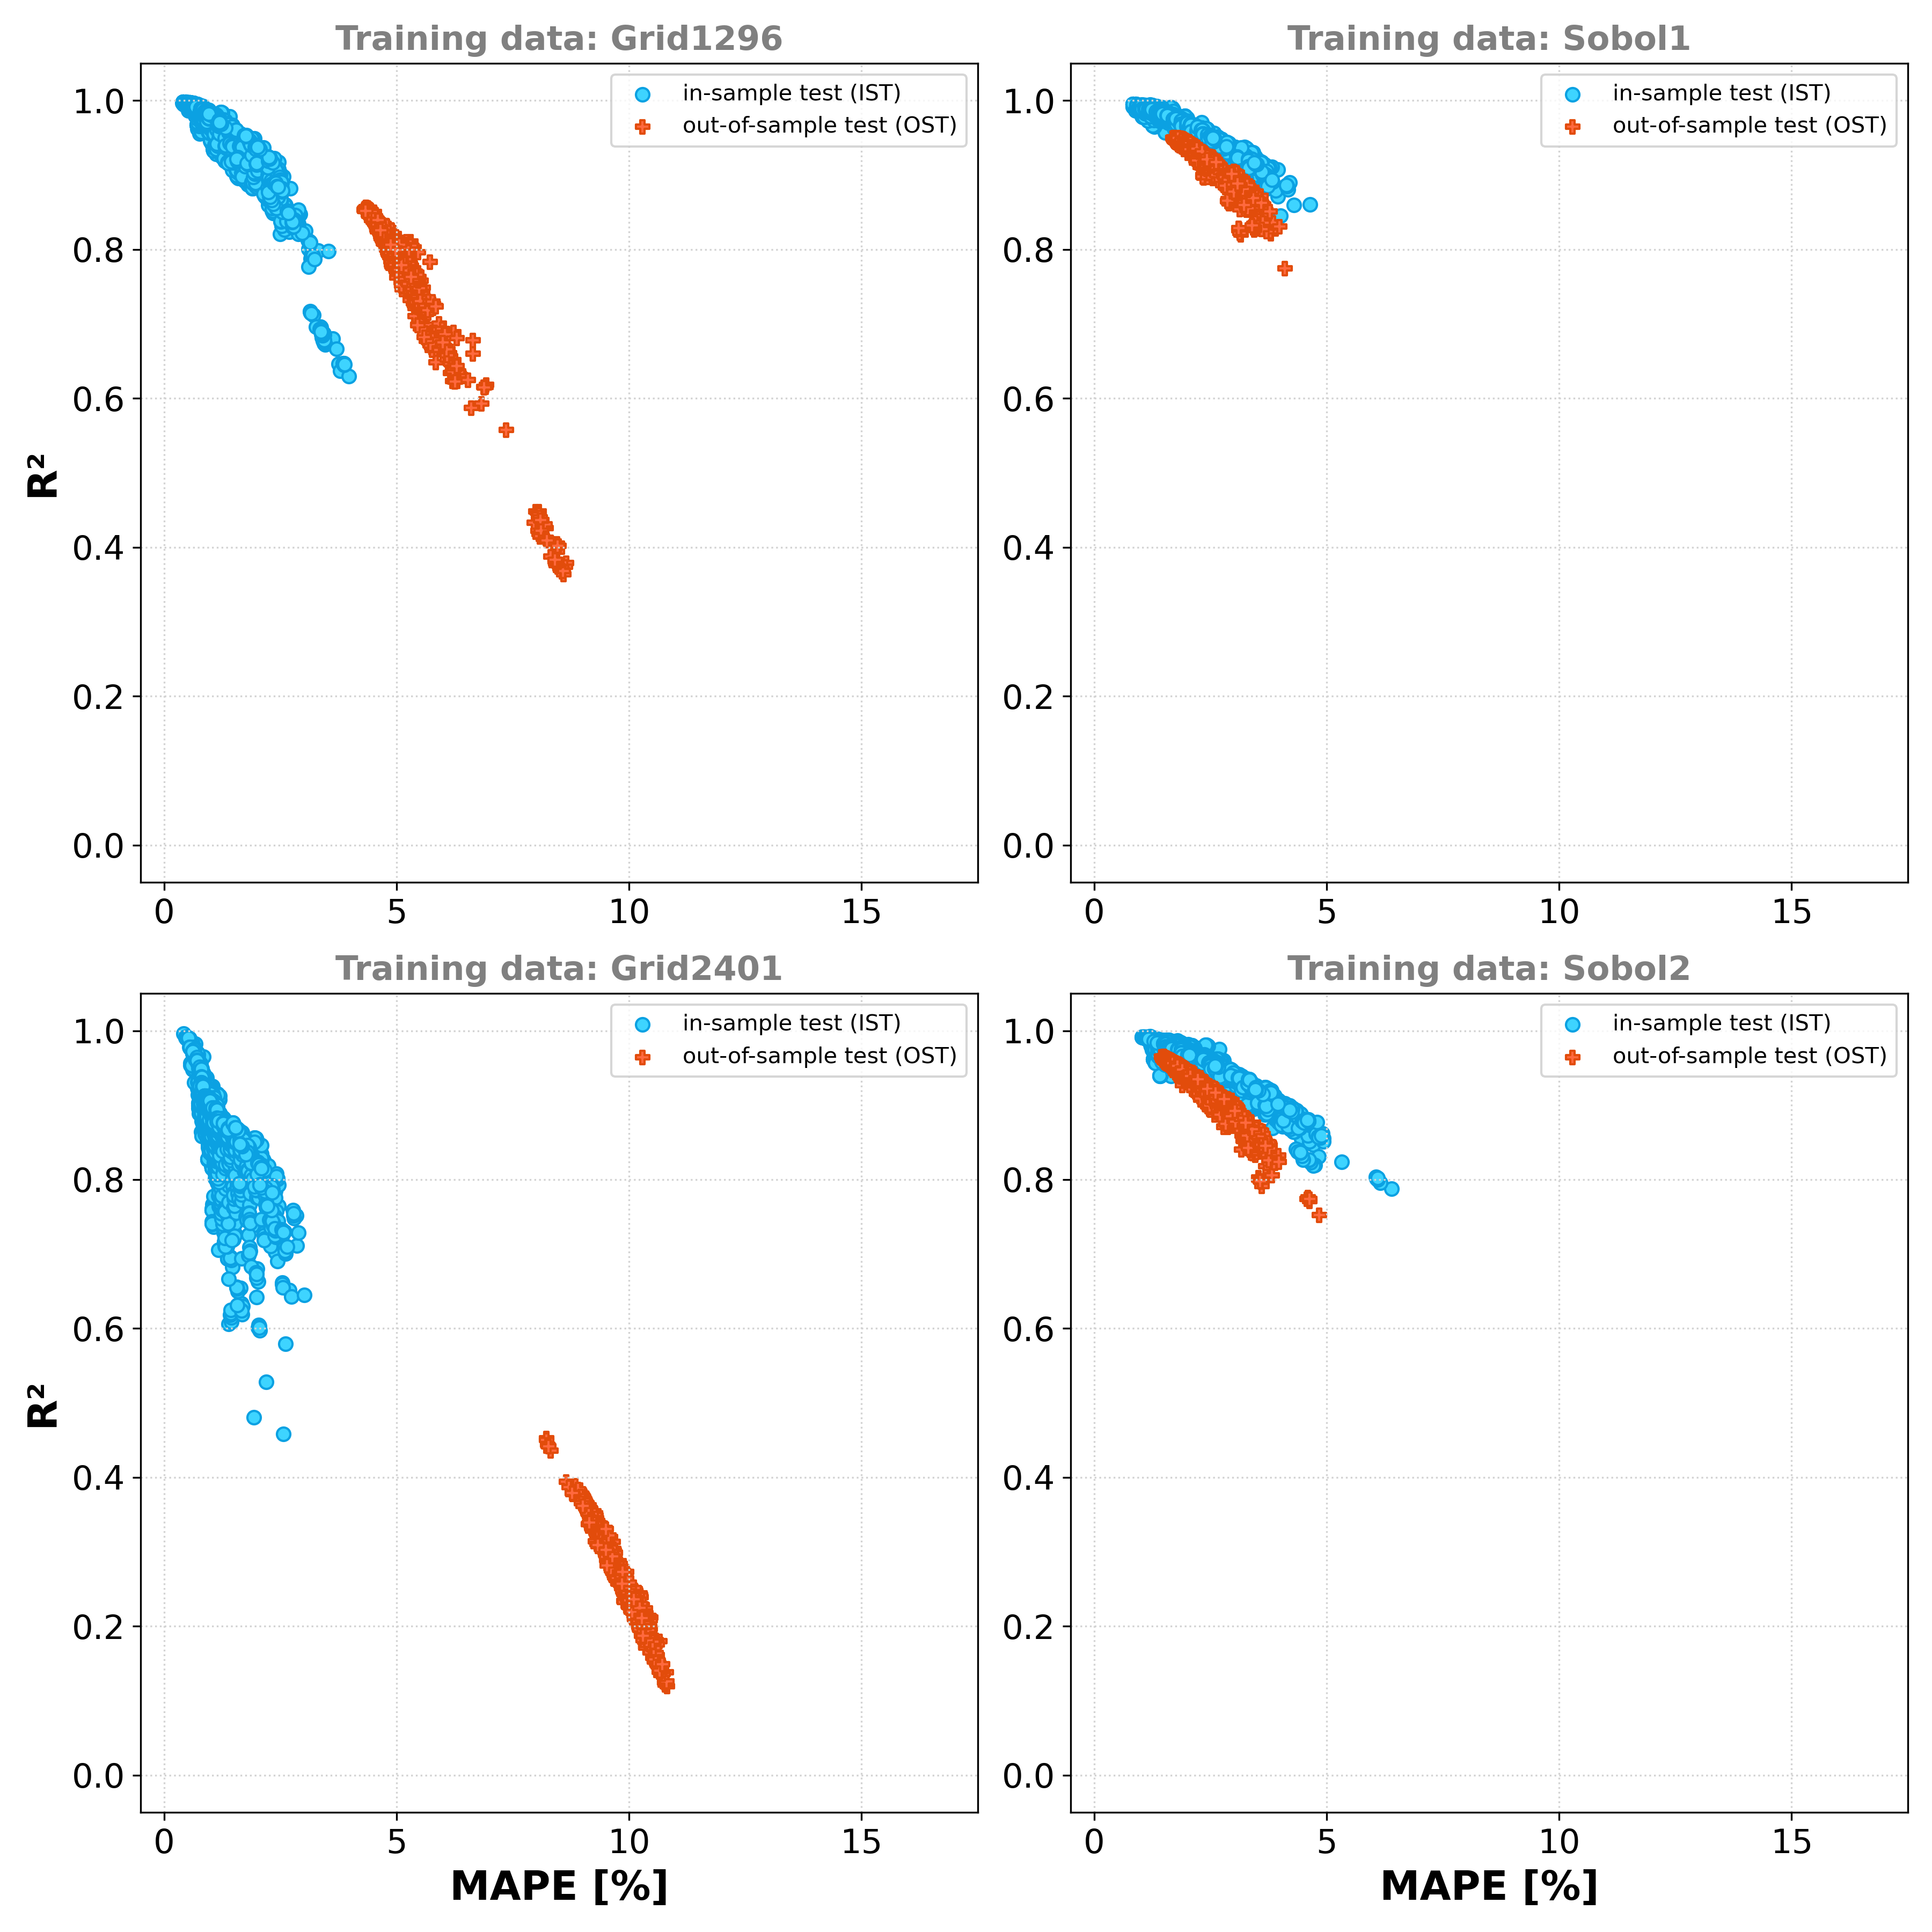 Training data: Grid1296
in-sample test (IST)
out-of-sample test (OST)
1.0
0.8
0.6
0.4
0.2
0.0
R²
0 5 10 15
Training data: Sobol1
in-sample test (IST)
out-of-sample test (OST)
1.0
0.8
0.6
0.4
0.2
0.0
0 5 10 15
Training data: Grid2401
in-sample test (IST)
out-of-sample test (OST)
1.0
0.8
0.6
0.4
0.2
0.0
R²
0 5 10 15
MAPE [%]
Training data: Sobol2
in-sample test (IST)
out-of-sample test (OST)
1.0
0.8
0.6
0.4
0.2
0.0
0 5 10 15
MAPE [%]